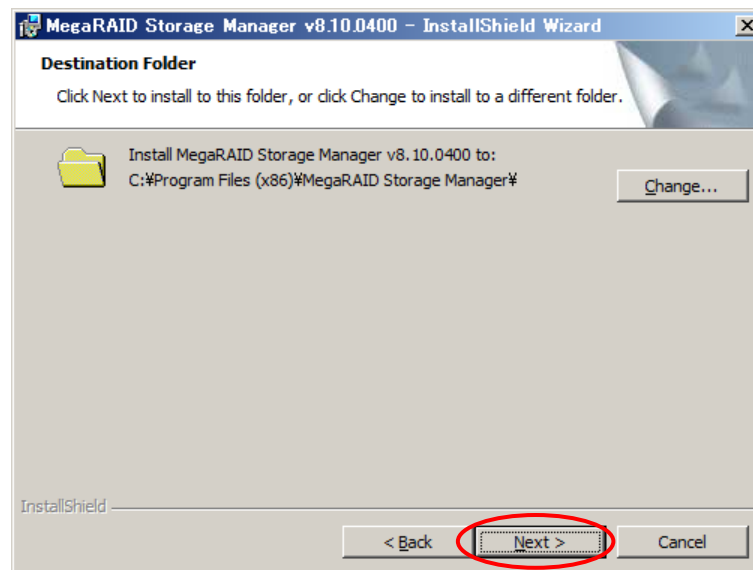 MegaRAID Storage Manager v8.10.0400 - InstallShield Wizard
Destination Folder
Click Next to install to this folder, or click Change to install to a different folder.
Install MegaRAID Storage Manager v8.10.0400 to:
C:¥Program Files (x86)¥MegaRAID Storage Manager¥
Change...
InstallShield
< Back
Next >
Cancel